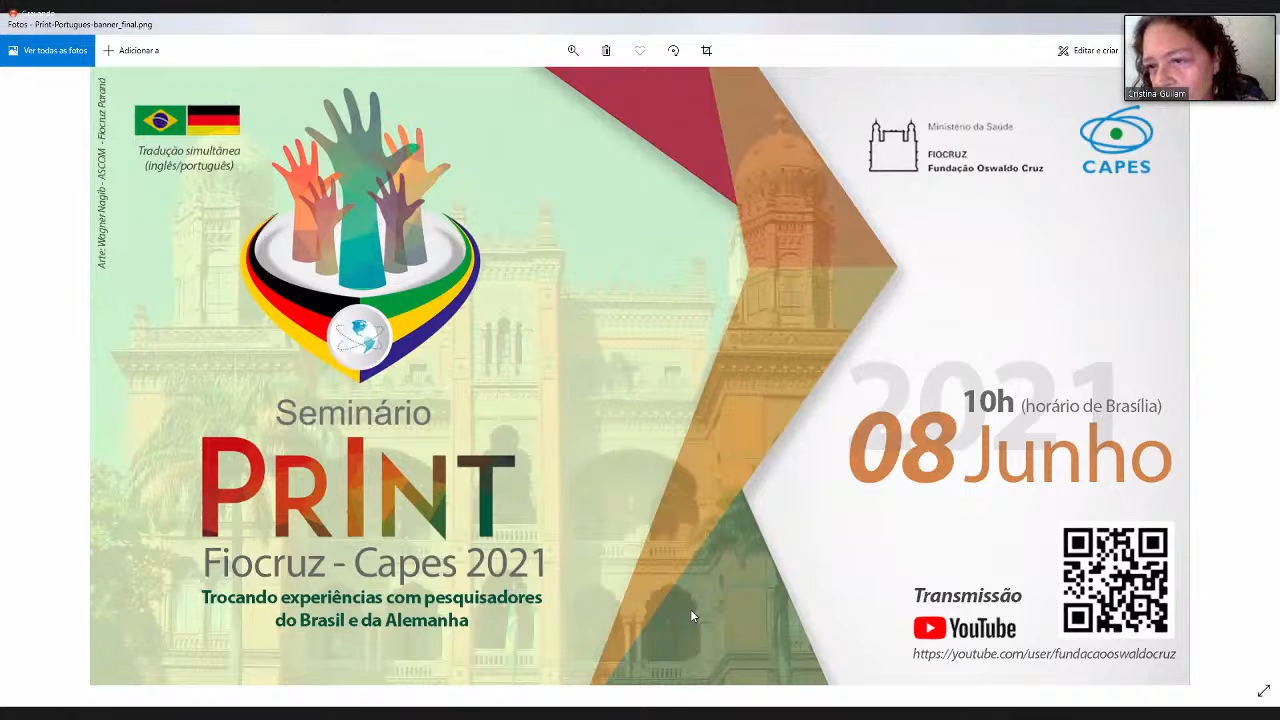 Gravando
Fotos - Print-Portugues-banner_final.png
Ver todas as fotos
Adicionar a
Editar e criar
Cristina Guilam
Arte: Wagner Nagib - ASCOM - Fiocruz Paraná
Tradução simultânea
(inglês/português)
Ministério da Saúde
FIOCRUZ
Fundação Oswaldo Cruz
CAPES
Seminário
PRINT
Fiocruz - Capes 2021
Trocando experiências com pesquisadores
do Brasil e da Alemanha
2021
10h (horário de Brasília)
08 Junho
Transmissão
YouTube
https://youtube.com/user/fundacaooswaldocruz